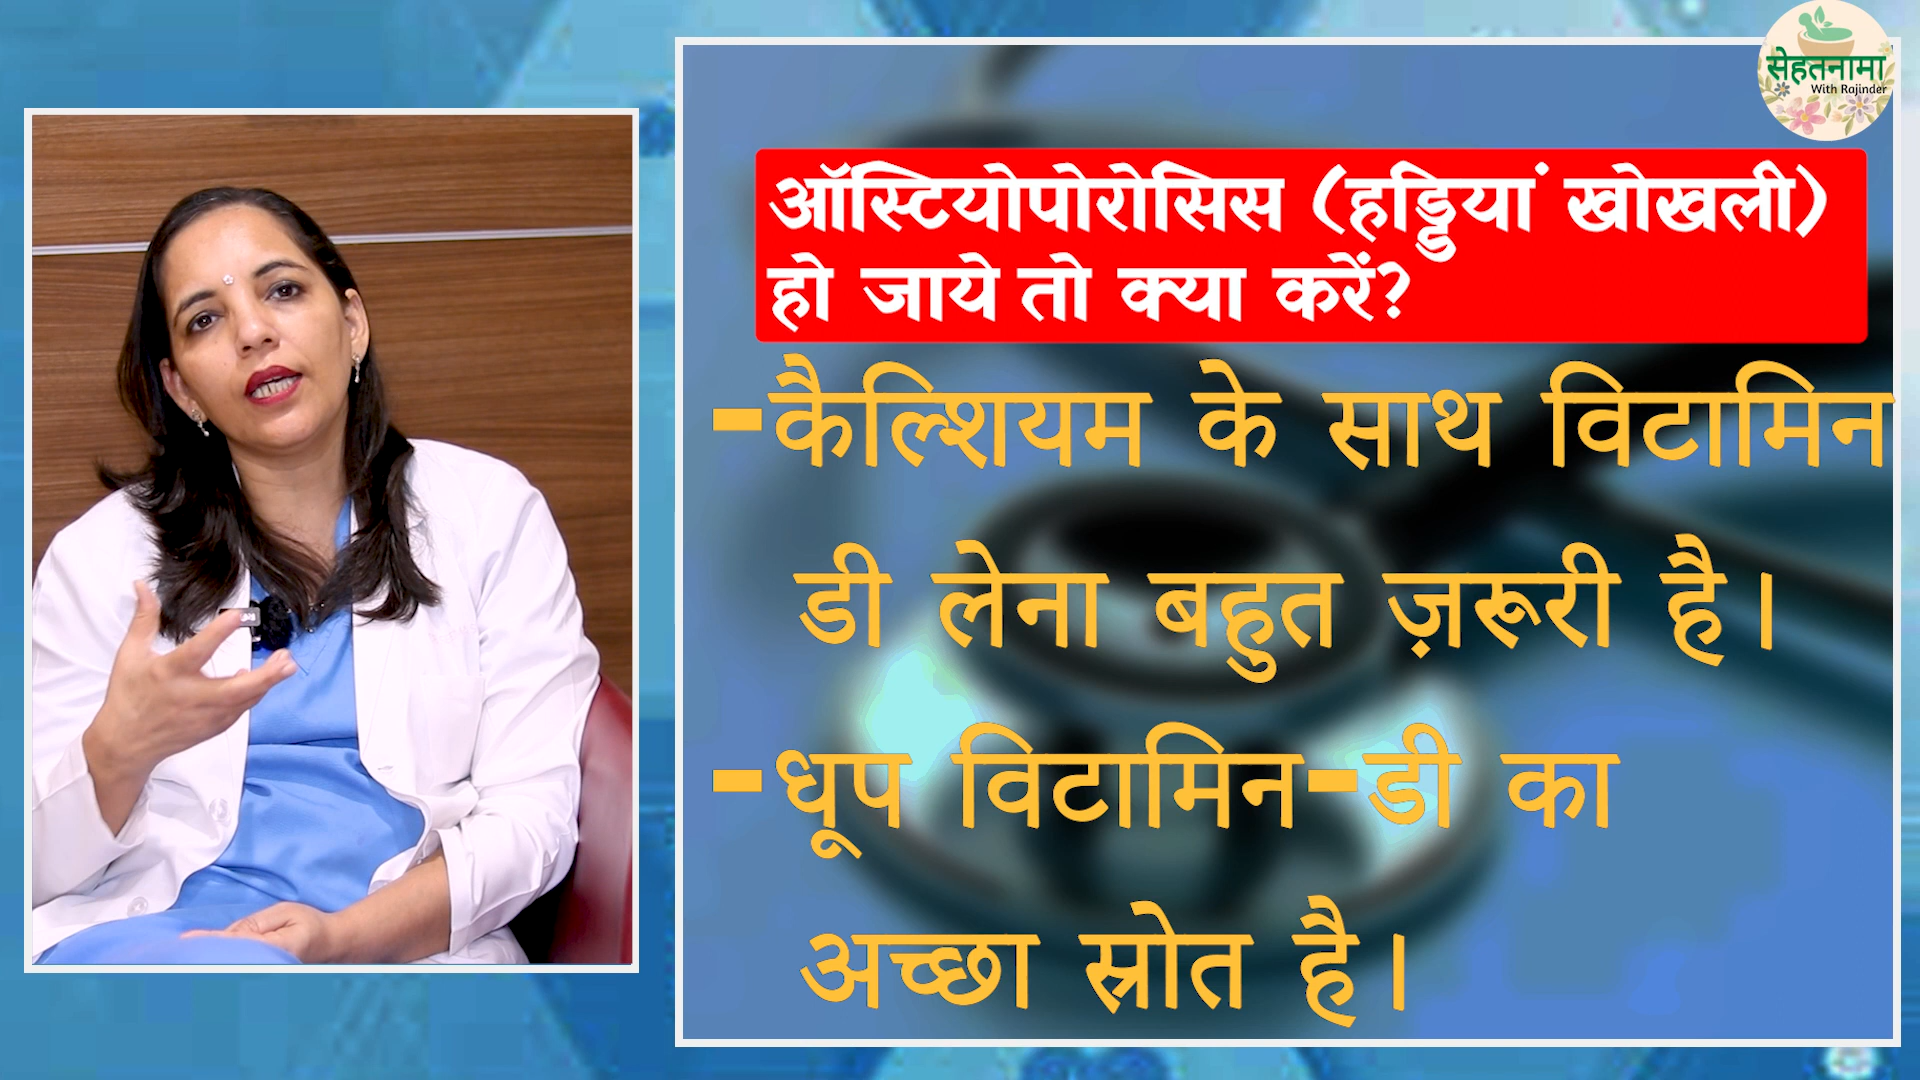 सेहतनामा
With Rajinder
ऑस्टियोपोरोसिस (हड्डियां खोखली)
हो जाये तो क्या करें?
-कैल्शियम के साथ विटामिन
डी लेना बहुत ज़रूरी है।
-धूप विटामिन-डी का
अच्छा स्रोत है।